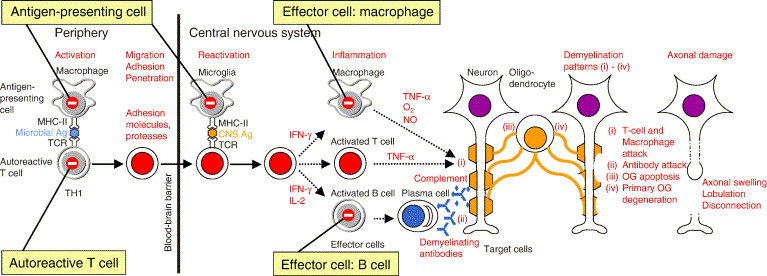 Antigen-presenting cell
Effector cell: macrophage
Periphery
Central nervous system
Activation
Macrophage
Migration
Adhesion
Penetration
Reactivation
Microglia
Inflammation
Macrophage
Neuron
Oligo-
dendrocyte
Demyelination
patterns (i) - (iv)
Axonal damage
Antigen-
presenting
cell
MHC-II
Microbial Ag
TCR
Adhesion
molecules,
proteases
MHC-II
CNS Ag
TCR
IFN-γ
TNF-α
O2
NO
Activated T cell
TNF-α
(i)
(iii)
(iv)
(i) T-cell and
Macrophage
attack
(ii) Antibody attack
(iii) OG apoptosis
(iv) Primary OG
degeneration
Autoreactive
T cell
TH1
Blood-brain barrier
IFN-γ
IL-2
Activated B cell
Plasma cell
Complement
(ii)
Axonal swelling
Lobulation
Disconnection
Effector cells
Demyelinating
antibodies
Target cells
Autoreactive T cell
Effector cell: B cell